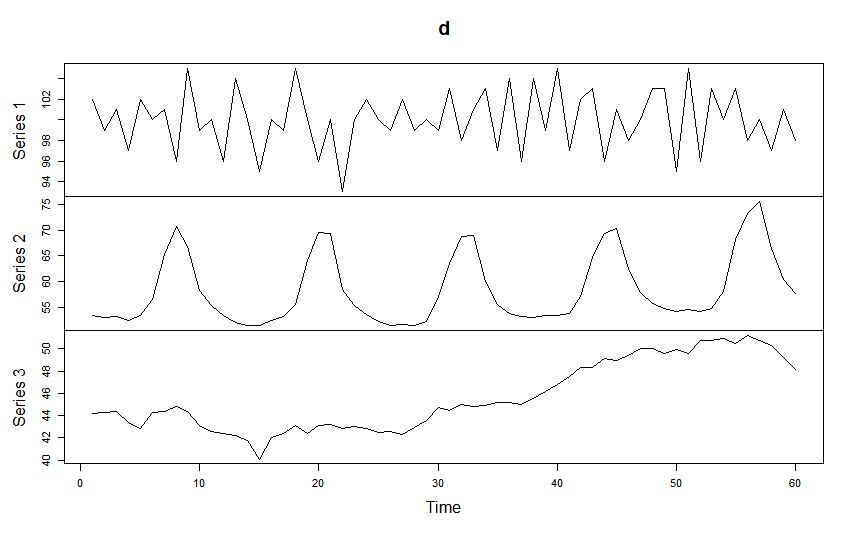 d
Series 1
94 96 98 102
Series 2
55 60 65 70 75
Series 3
40 42 44 46 48 50
0 10 20 30 40 50 60
Time